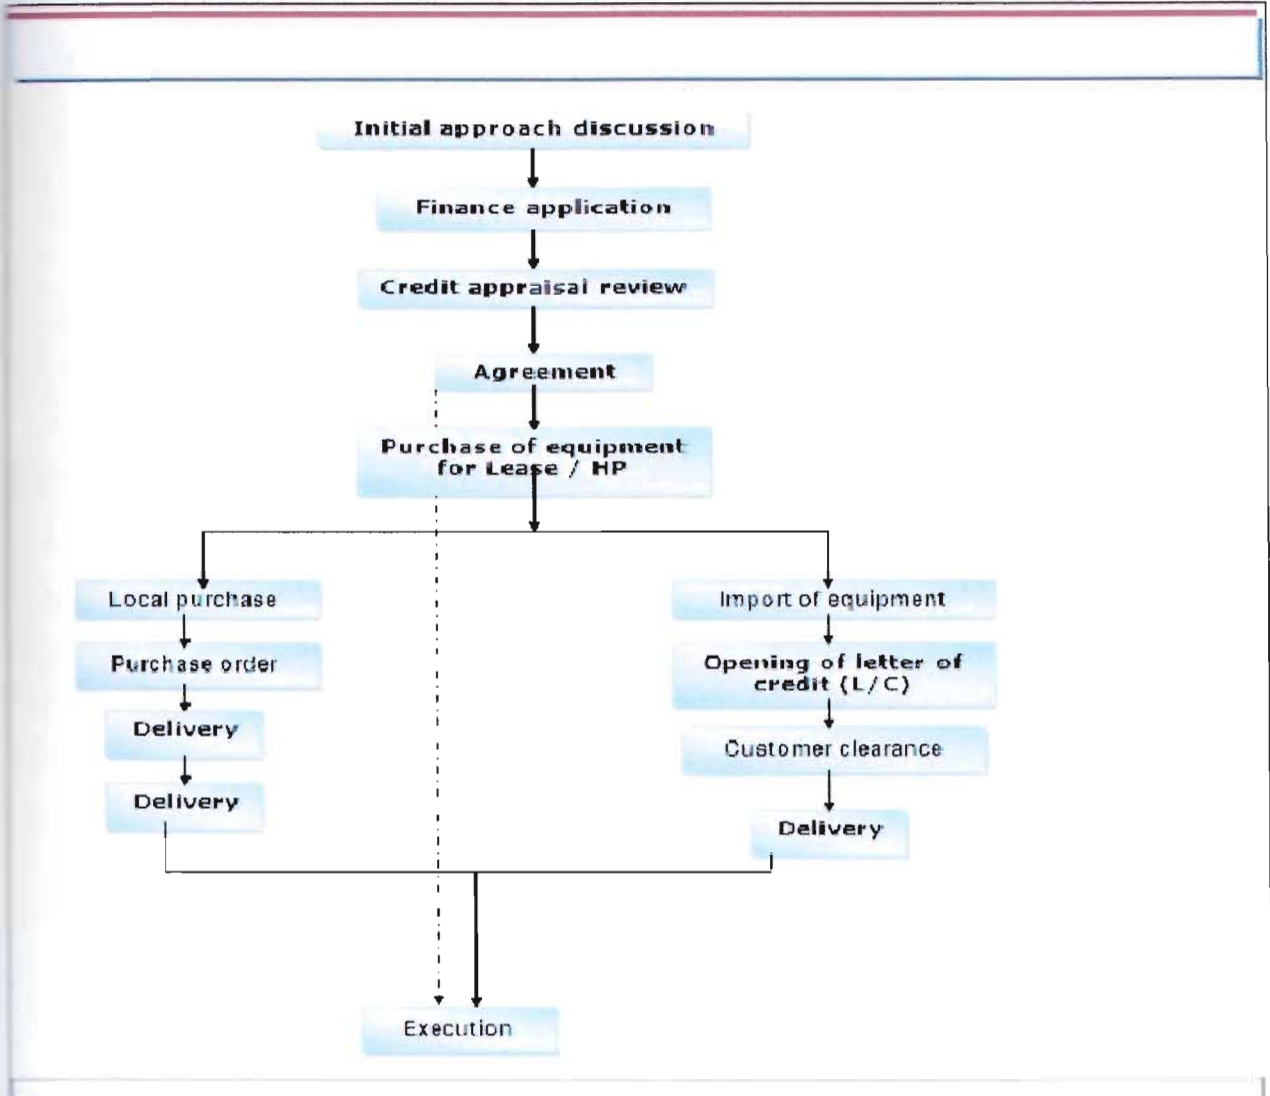 Initial approach discussion
Finance application
Credit appraisal review
Agreement
Purchase of equipment
for Lease / HP
Local purchase
Purchase order
Delivery
Delivery
Import of equipment
Opening of letter of
credit (L/C)
Customer clearance
Delivery
Execution